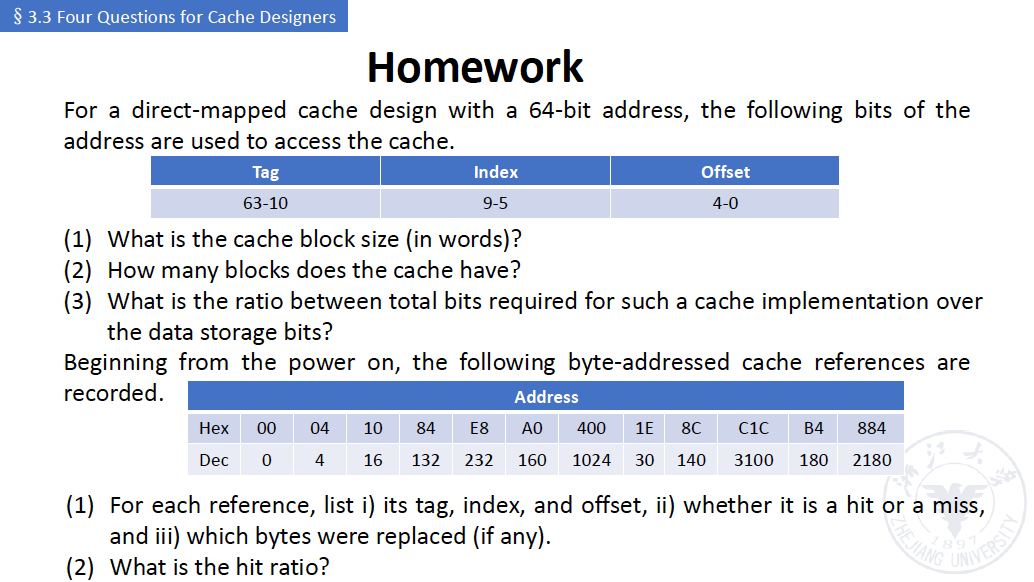 § 3.3 Four Questions for Cache Designers
Homework
For a direct-mapped cache design with a 64-bit address, the following bits of the
address are used to access the cache.
Tag Index Offset
63-10 9-5 4-0
(1) What is the cache block size (in words)?
(2) How many blocks does the cache have?
(3) What is the ratio between total bits required for such a cache implementation over
the data storage bits?
Beginning from the power on, the following byte-addressed cache references are
recorded.
Address
Hex 00 04 10 84 E8 A0 400 1E 8C C1C B4 884
Dec 0 4 16 132 232 160 1024 30 140 3100 180 2180
(1) For each reference, list i) its tag, index, and offset, ii) whether it is a hit or a miss,
and iii) which bytes were replaced (if any).
(2) What is the hit ratio?
1897
ZHEJIANG UNIVERSITY